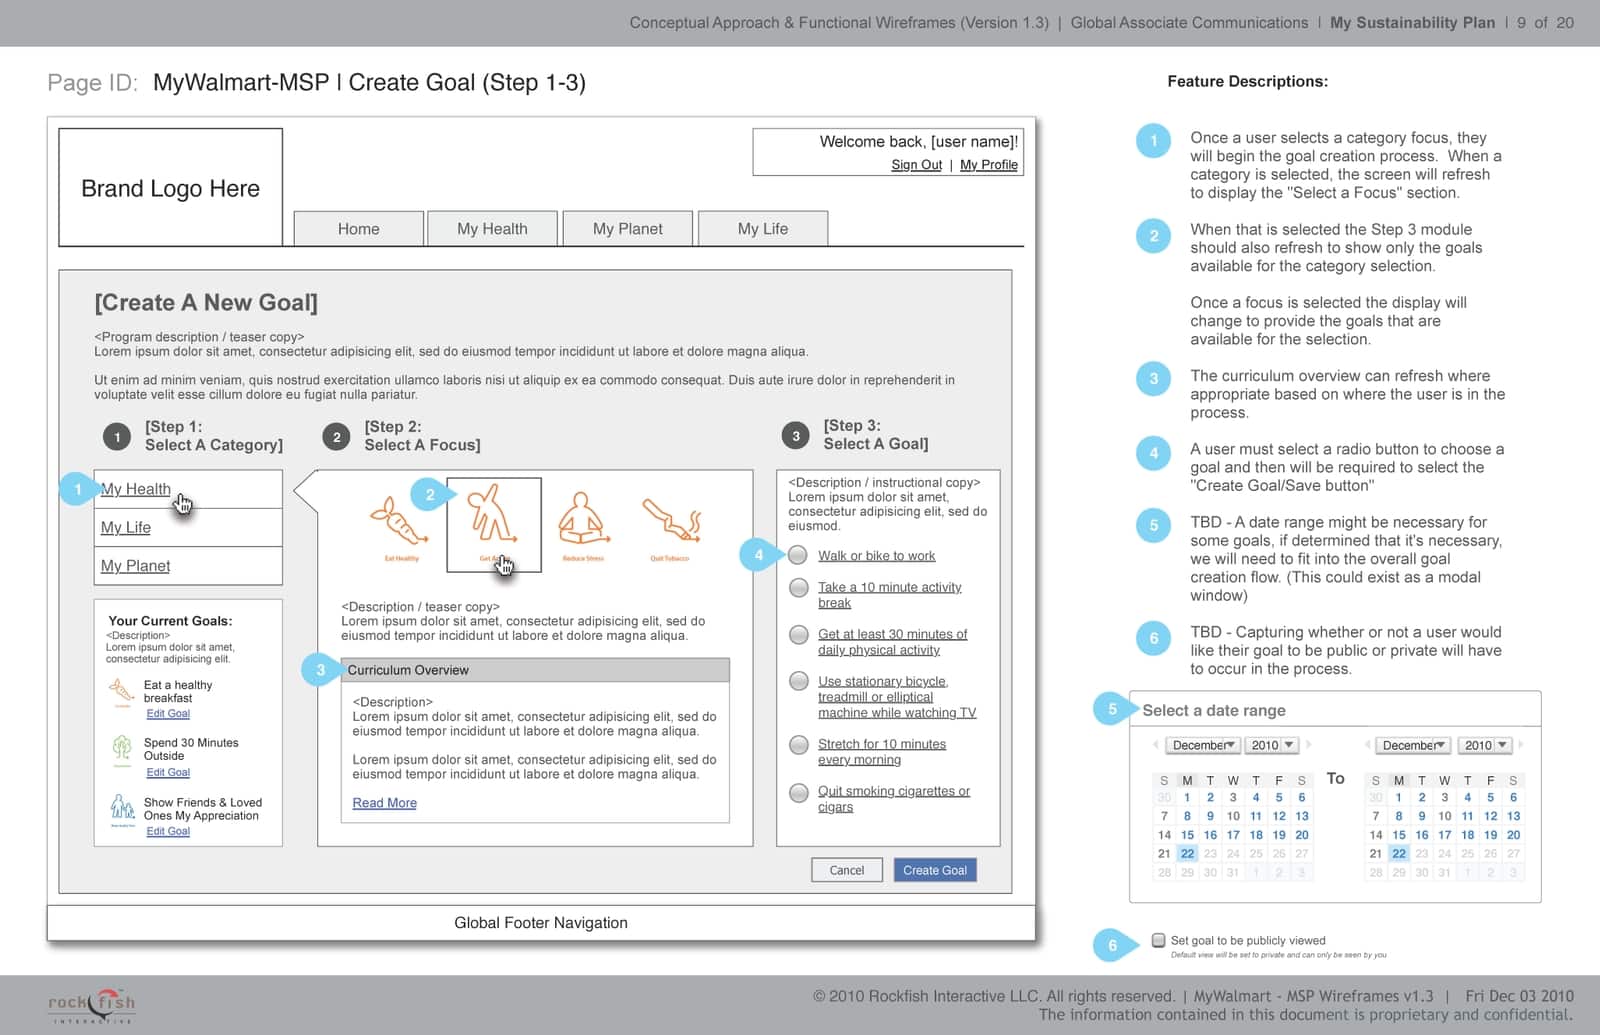 Conceptual Approach & Functional Wireframes (Version 1.3) | Global Associate Communications | My Sustainability Plan | 9 of 20
Page ID: MyWalmart-MSP | Create Goal (Step 1-3)
Brand Logo Here
Welcome back, [user name]!
Sign Out | My Profile
Home
My Health
My Planet
My Life
[Create A New Goal]
<Program description / teaser copy>
Lorem ipsum dolor sit amet, consectetur adipisicing elit, sed do eiusmod tempor incididunt ut labore et dolore magna aliqua.
Ut enim ad minim veniam, quis nostrud exercitation ullamco laboris nisi ut aliquip ex ea commodo consequat. Duis aute irure dolor in reprehenderit in
voluptate velit esse cillum dolore eu fugiat nulla pariatur.
1
[Step 1:
Select A Category]
2
[Step 2:
Select A Focus]
3
[Step 3:
Select A Goal]
1
My Health
My Life
My Planet
Your Current Goals:
<Description>
Lorem ipsum dolor sit amet,
consectetur adipisicing elit.
Eat a healthy
breakfast
Edit Goal
Spend 30 Minutes
Outside
Edit Goal
Show Friends & Loved
Ones My Appreciation
Edit Goal
2
Eat Healthy
Reduce Stress
Quit Tobacco
<Description / teaser copy>
Lorem ipsum dolor sit amet, consectetur adipisicing elit, sed do
eiusmod tempor incididunt ut labore et dolore magna aliqua.
3
Curriculum Overview
<Description>
Lorem ipsum dolor sit amet, consectetur adipisicing elit, sed do
eiusmod tempor incididunt ut labore et dolore magna aliqua.
Lorem ipsum dolor sit amet, consectetur adipisicing elit, sed do
eiusmod tempor incididunt ut labore et dolore magna aliqua.
Read More
<Description / instructional copy>
Lorem ipsum dolor sit amet,
consectetur adipisicing elit, sed do
eiusmod.
4
Walk or bike to work
Take a 10 minute activity
break
Get at least 30 minutes of
daily physical activity
Use stationary bicycle,
treadmill or elliptical
machine while watching TV
Stretch for 10 minutes
every morning
Quit smoking cigarettes or
cigars
Cancel
Create Goal
Global Footer Navigation
Feature Descriptions:
1
Once a user selects a category focus, they
will begin the goal creation process. When a
category is selected, the screen will refresh
to display the "Select a Focus" section.
2
When that is selected the Step 3 module
should also refresh to show only the goals
available for the category selection.
Once a focus is selected the display will
change to provide the goals that are
available for the selection.
3
The curriculum overview can refresh where
appropriate based on where the user is in the
process.
4
A user must select a radio button to choose a
goal and then will be required to select the
"Create Goal/Save button"
5
TBD - A date range might be necessary for
some goals, if determined that it's necessary,
we will need to fit into the overall goal
creation flow. (This could exist as a modal
window)
6
TBD - Capturing whether or not a user would
like their goal to be public or private will have
to occur in the process.
5
Select a date range
December 2010
S M T W T F S
30 1 2 3 4 5 6
7 8 9 10 11 12 13
14 15 16 17 18 19 20
21 22 23 24 25 26 27
28 29 30 31 1 2 3
To
December 2010
S M T W T F S
30 1 2 3 4 5 6
7 8 9 10 11 12 13
14 15 16 17 18 19 20
21 22 23 24 25 26 27
28 29 30 31 1 2 3
6
Set goal to be publicly viewed
Default view will be set to private and can only be seen by you
rockfish
INTERACTIVE
© 2010 Rockfish Interactive LLC. All rights reserved. | MyWalmart - MSP Wireframes v1.3 | Fri Dec 03 2010
The information contained in this document is proprietary and confidential.